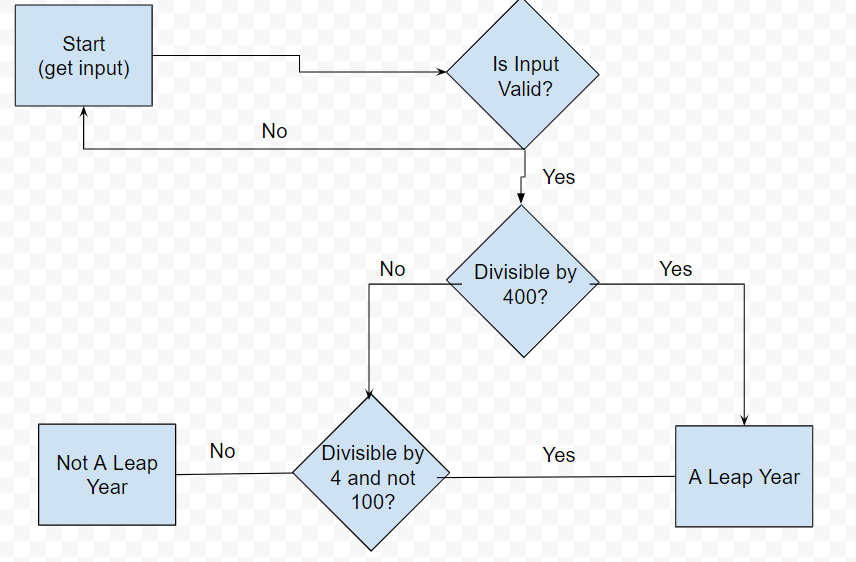 Start
(get input)
Is Input
Valid?
No
Yes
Divisible by
400?
No
Yes
Divisible by
4 and not
100?
No
Yes
Not A Leap
Year
A Leap Year